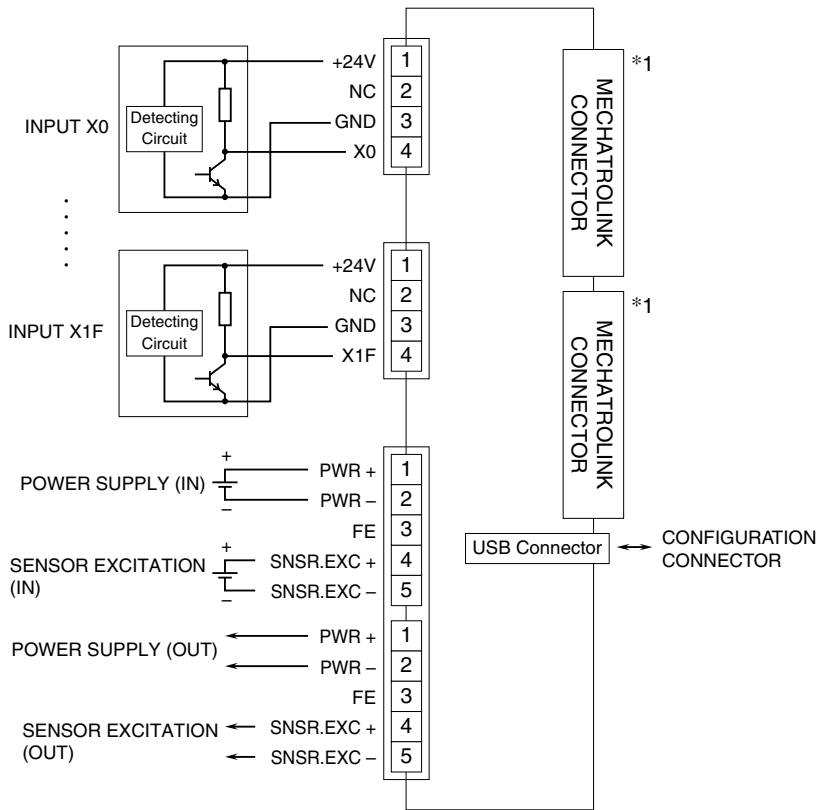 +24V 1
NC 2
GND 3
X0 4
INPUT X0
Detecting
Circuit
+24V 1
NC 2
GND 3
X1F 4
INPUT X1F
Detecting
Circuit
POWER SUPPLY (IN)
+
–
PWR + 1
PWR – 2
FE 3
SENSOR EXCITATION
(IN)
+
–
SNSR.EXC + 4
SNSR.EXC – 5
POWER SUPPLY (OUT)
PWR + 1
PWR – 2
FE 3
SENSOR EXCITATION
(OUT)
SNSR.EXC + 4
SNSR.EXC – 5
MECHATROLINK
CONNECTOR
*1
MECHATROLINK
CONNECTOR
*1
USB Connector
CONFIGURATION
CONNECTOR